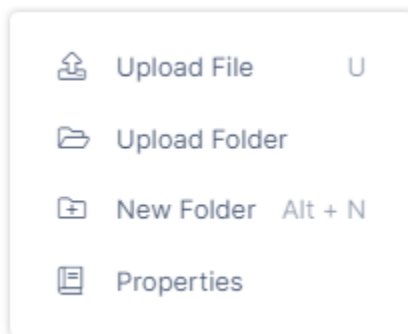 Upload File U
Upload Folder
New Folder Alt + N
Properties